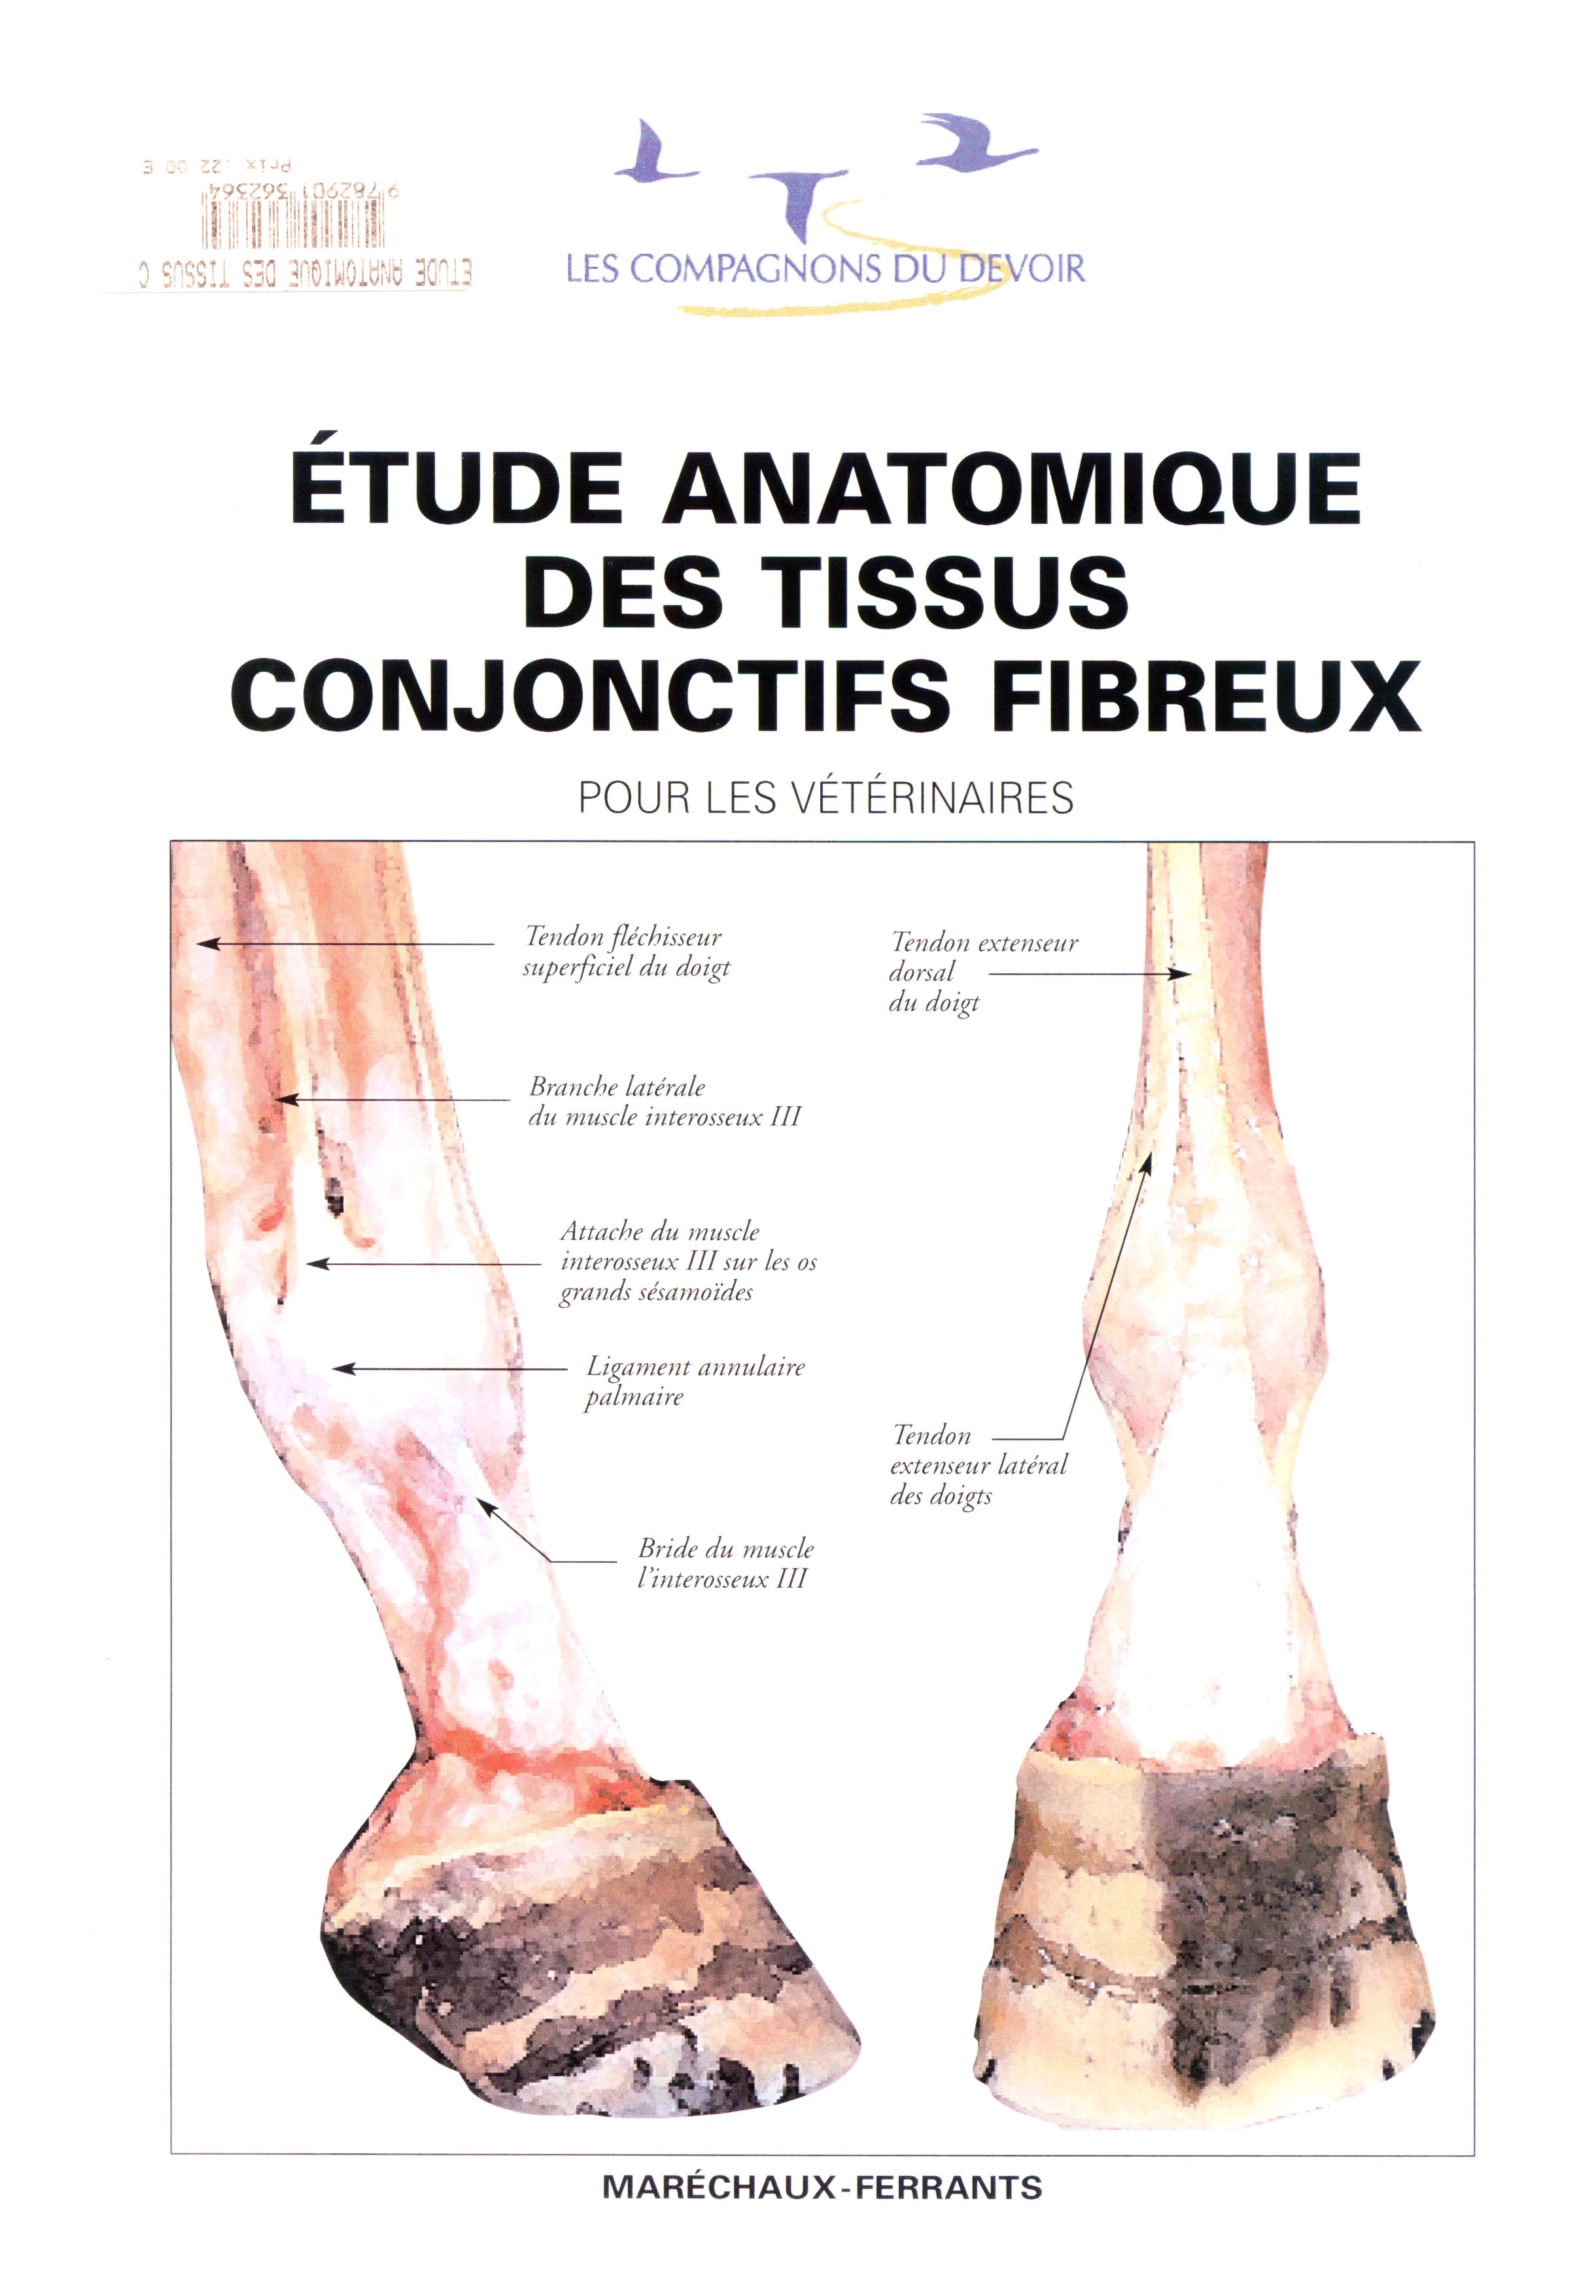 Prix: 22 00 E
9 782901 362364
ETUDE ANATOMIQUE DES TISSUS C
LES COMPAGNONS DU DEVOIR
ÉTUDE ANATOMIQUE
DES TISSUS
CONJONCTIFS FIBREUX
POUR LES VÉTÉRINAIRES
Tendon fléchisseur
superficiel du doigt
Tendon extenseur
dorsal
du doigt
Branche latérale
du muscle interosseux III
Attache du muscle
interosseux III sur les os
grands sésamoïdes
Ligament annulaire
palmaire
Tendon
extenseur latéral
des doigts
Bride du muscle
l'interosseux III
MARÉCHAUX-FERRANTS